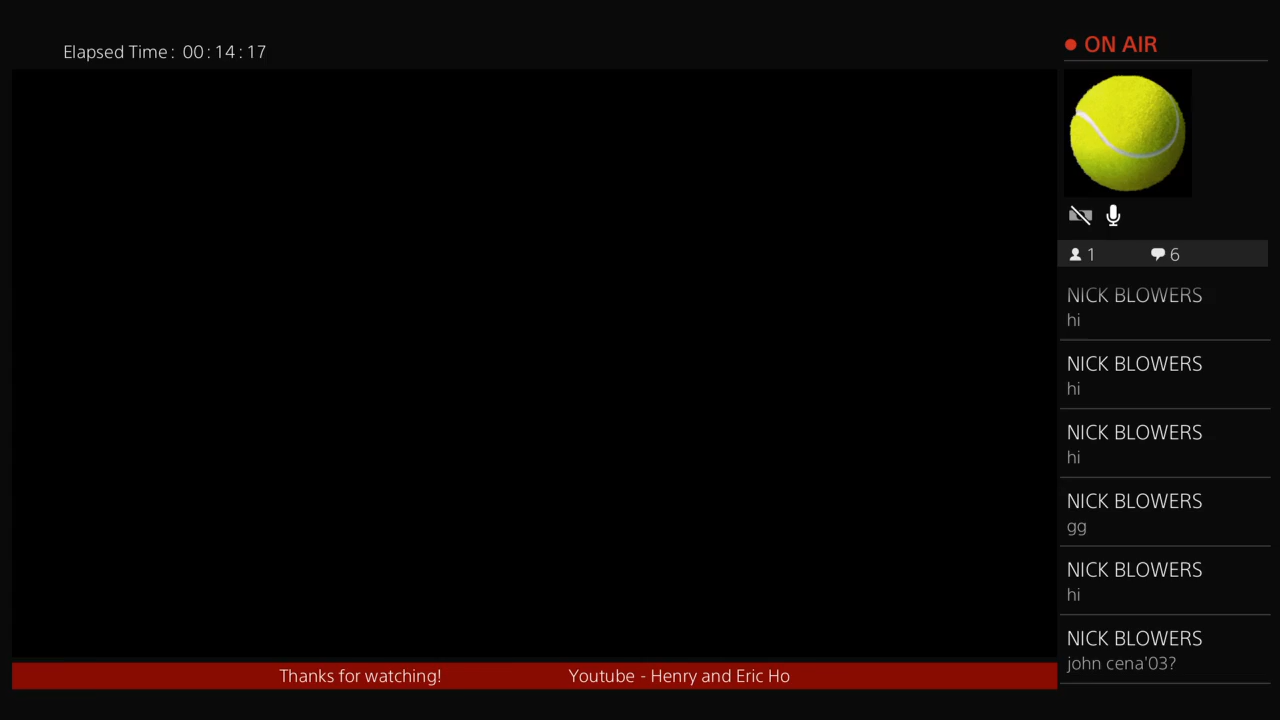 Elapsed Time: 00:14:17
ON AIR
1 6
NICK BLOWERS
hi
NICK BLOWERS
hi
NICK BLOWERS
hi
NICK BLOWERS
gg
NICK BLOWERS
hi
NICK BLOWERS
john cena'03?
Thanks for watching! Youtube - Henry and Eric Ho